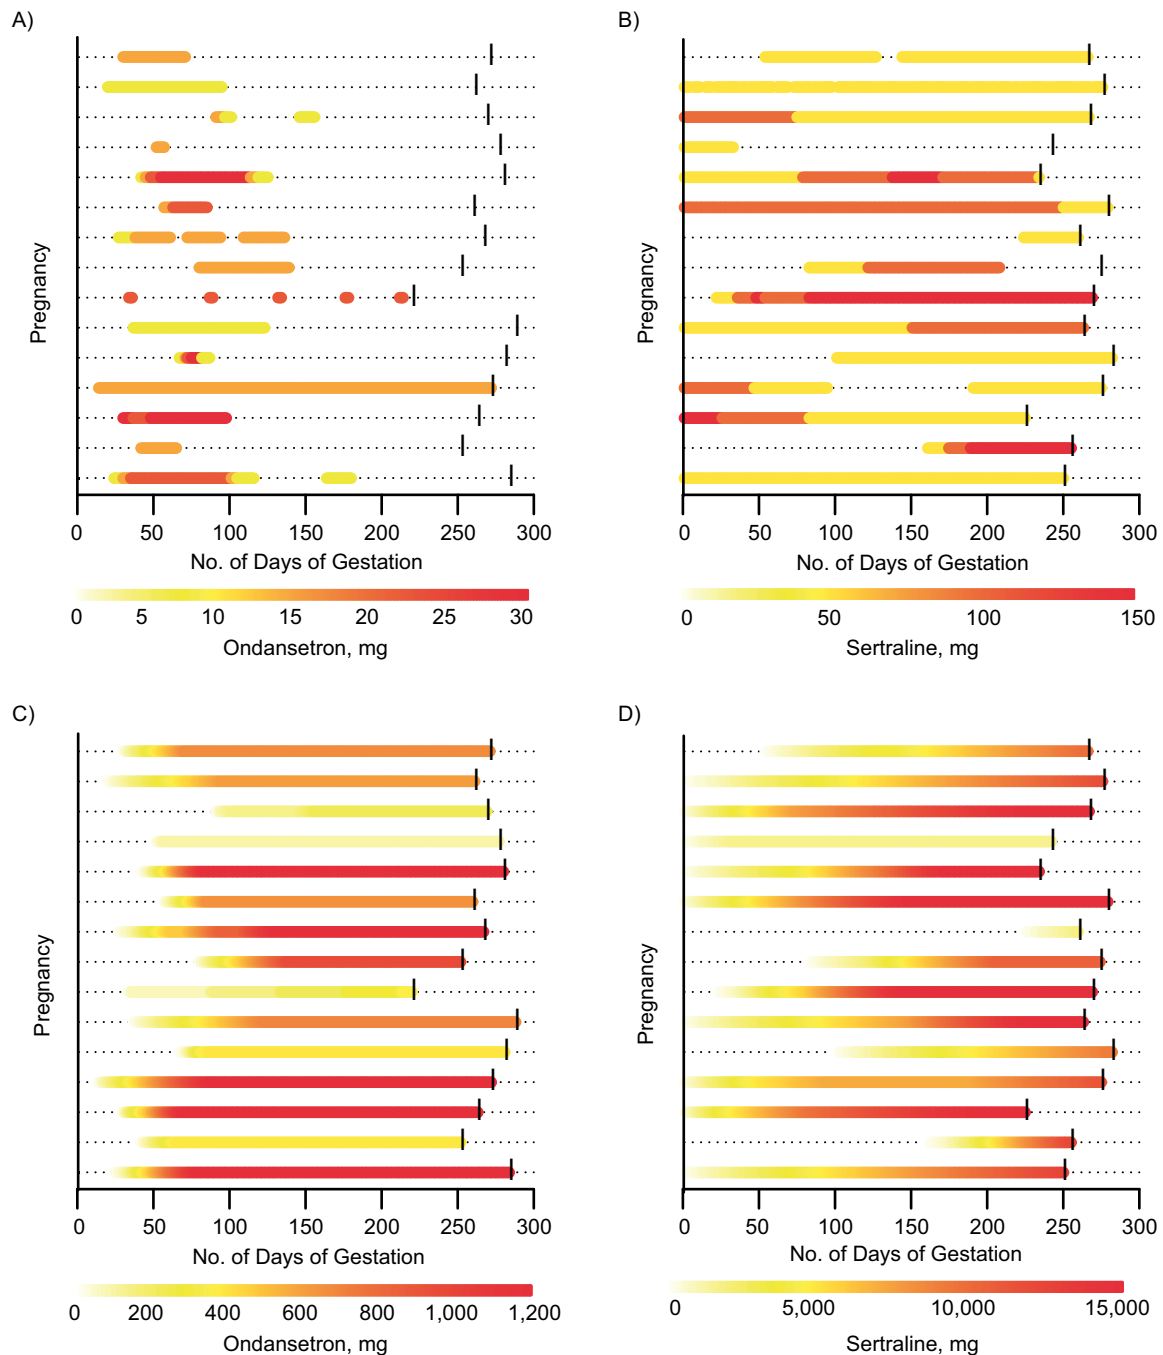 A)
B)
Pregnancy
Pregnancy
0 50 100 150 200 250 300
0 50 100 150 200 250 300
No. of Days of Gestation
No. of Days of Gestation
0 5 10 15 20 25 30
0 50 100 150
Ondansetron, mg
Sertraline, mg
C)
D)
Pregnancy
Pregnancy
0 50 100 150 200 250 300
0 50 100 150 200 250 300
No. of Days of Gestation
No. of Days of Gestation
0 200 400 600 800 1,000 1,200
0 5,000 10,000 15,000
Ondansetron, mg
Sertraline, mg